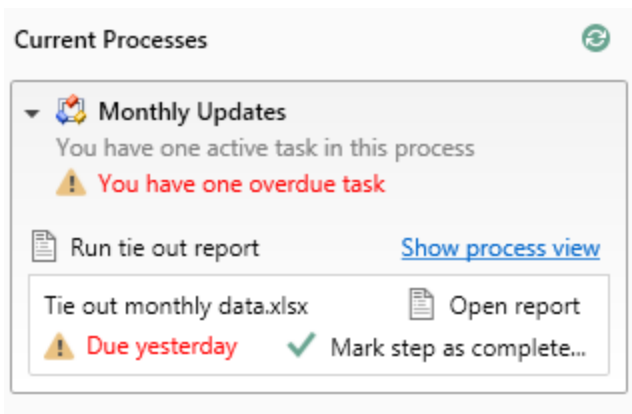 Current Processes
Monthly Updates
You have one active task in this process
You have one overdue task
Run tie out report Show process view
Tie out monthly data.xlsx Open report
Due yesterday Mark step as complete...